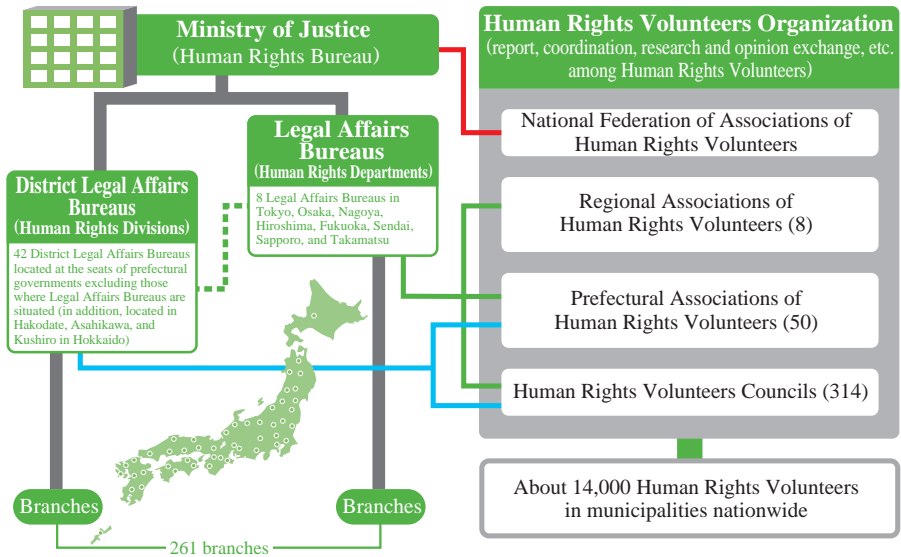 Ministry of Justice
(Human Rights Bureau)
Legal Affairs
Bureaus
(Human Rights Departments)
8 Legal Affairs Bureaus in
Tokyo, Osaka, Nagoya,
Hiroshima, Fukuoka, Sendai,
Sapporo, and Takamatsu
District Legal Affairs
Bureaus
(Human Rights Divisions)
42 District Legal Affairs Bureaus
located at the seats of prefectural
governments excluding those
where Legal Affairs Bureaus are
situated (in addition, located in
Hakodate, Asahikawa, and
Kushiro in Hokkaido)
Branches
Branches
261 branches
Human Rights Volunteers Organization
(report, coordination, research and opinion exchange, etc.
among Human Rights Volunteers)
National Federation of Associations of
Human Rights Volunteers
Regional Associations of
Human Rights Volunteers (8)
Prefectural Associations of
Human Rights Volunteers (50)
Human Rights Volunteers Councils (314)
About 14,000 Human Rights Volunteers
in municipalities nationwide